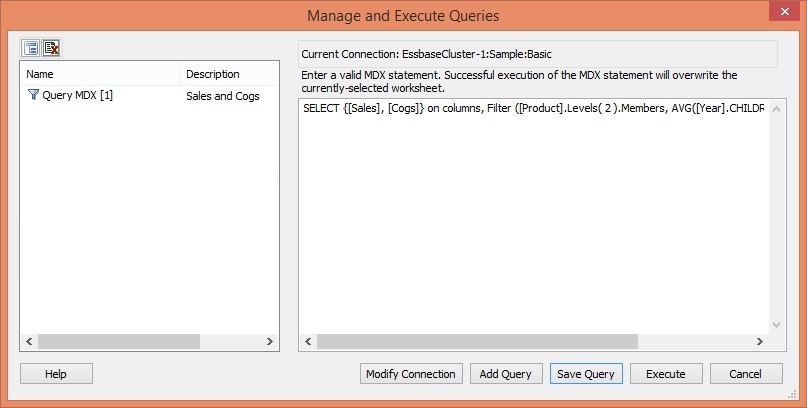 Manage and Execute Queries
Current Connection: EssbaseCluster-1:Sample:Basic
Name Description
Query MDX [1] Sales and Cogs
Enter a valid MDX statement. Successful execution of the MDX statement will overwrite the
currently-selected worksheet.
SELECT {[Sales], [Cogs]} on columns, Filter ([Product].Levels( 2 ).Members, AVG([Year].CHILDR
Help Modify Connection Add Query Save Query Execute Cancel